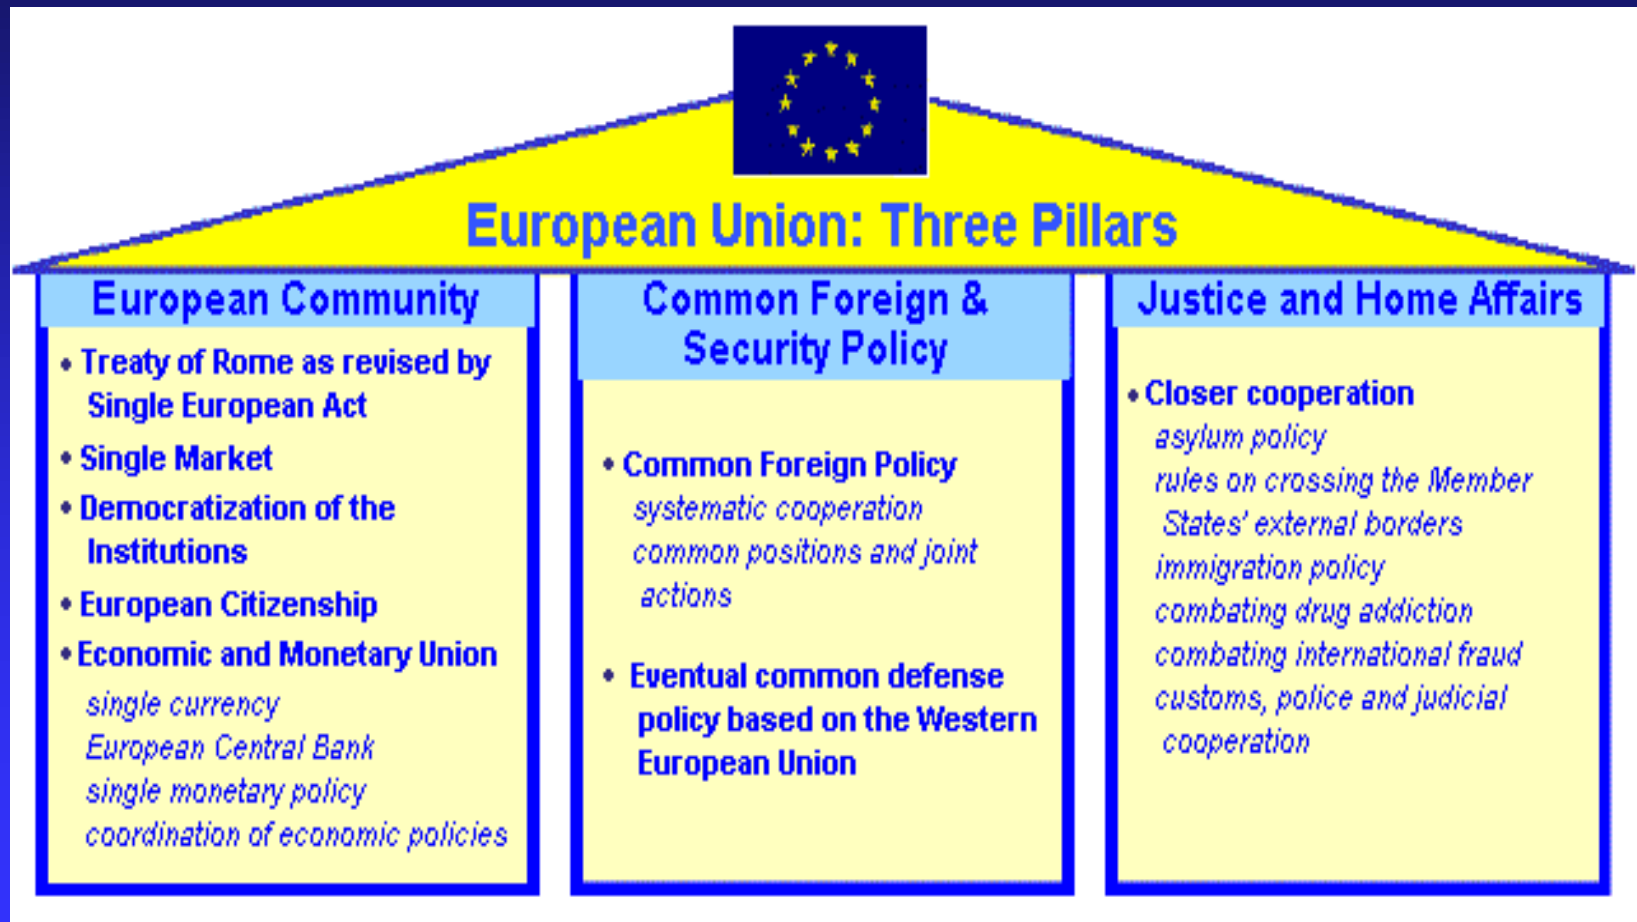 European Union: Three Pillars
European Community
• Treaty of Rome as revised by
Single European Act
• Single Market
• Democratization of the
Institutions
• European Citizenship
• Economic and Monetary Union
single currency
European Central Bank
single monetary policy
coordination of economic policies
Common Foreign &
Security Policy
• Common Foreign Policy
systematic cooperation
common positions and joint
actions
• Eventual common defense
policy based on the Western
European Union
Justice and Home Affairs
• Closer cooperation
asylum policy
rules on crossing the Member
States' external borders
immigration policy
combating drug addiction
combating international fraud
customs, police and judicial
cooperation